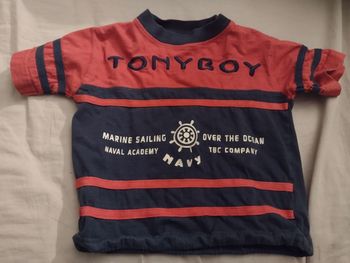 TONYBOY
MARINE SAILING OVER THE OCEAN
NAVAL ACADEMY TBC COMPANY
NAVY